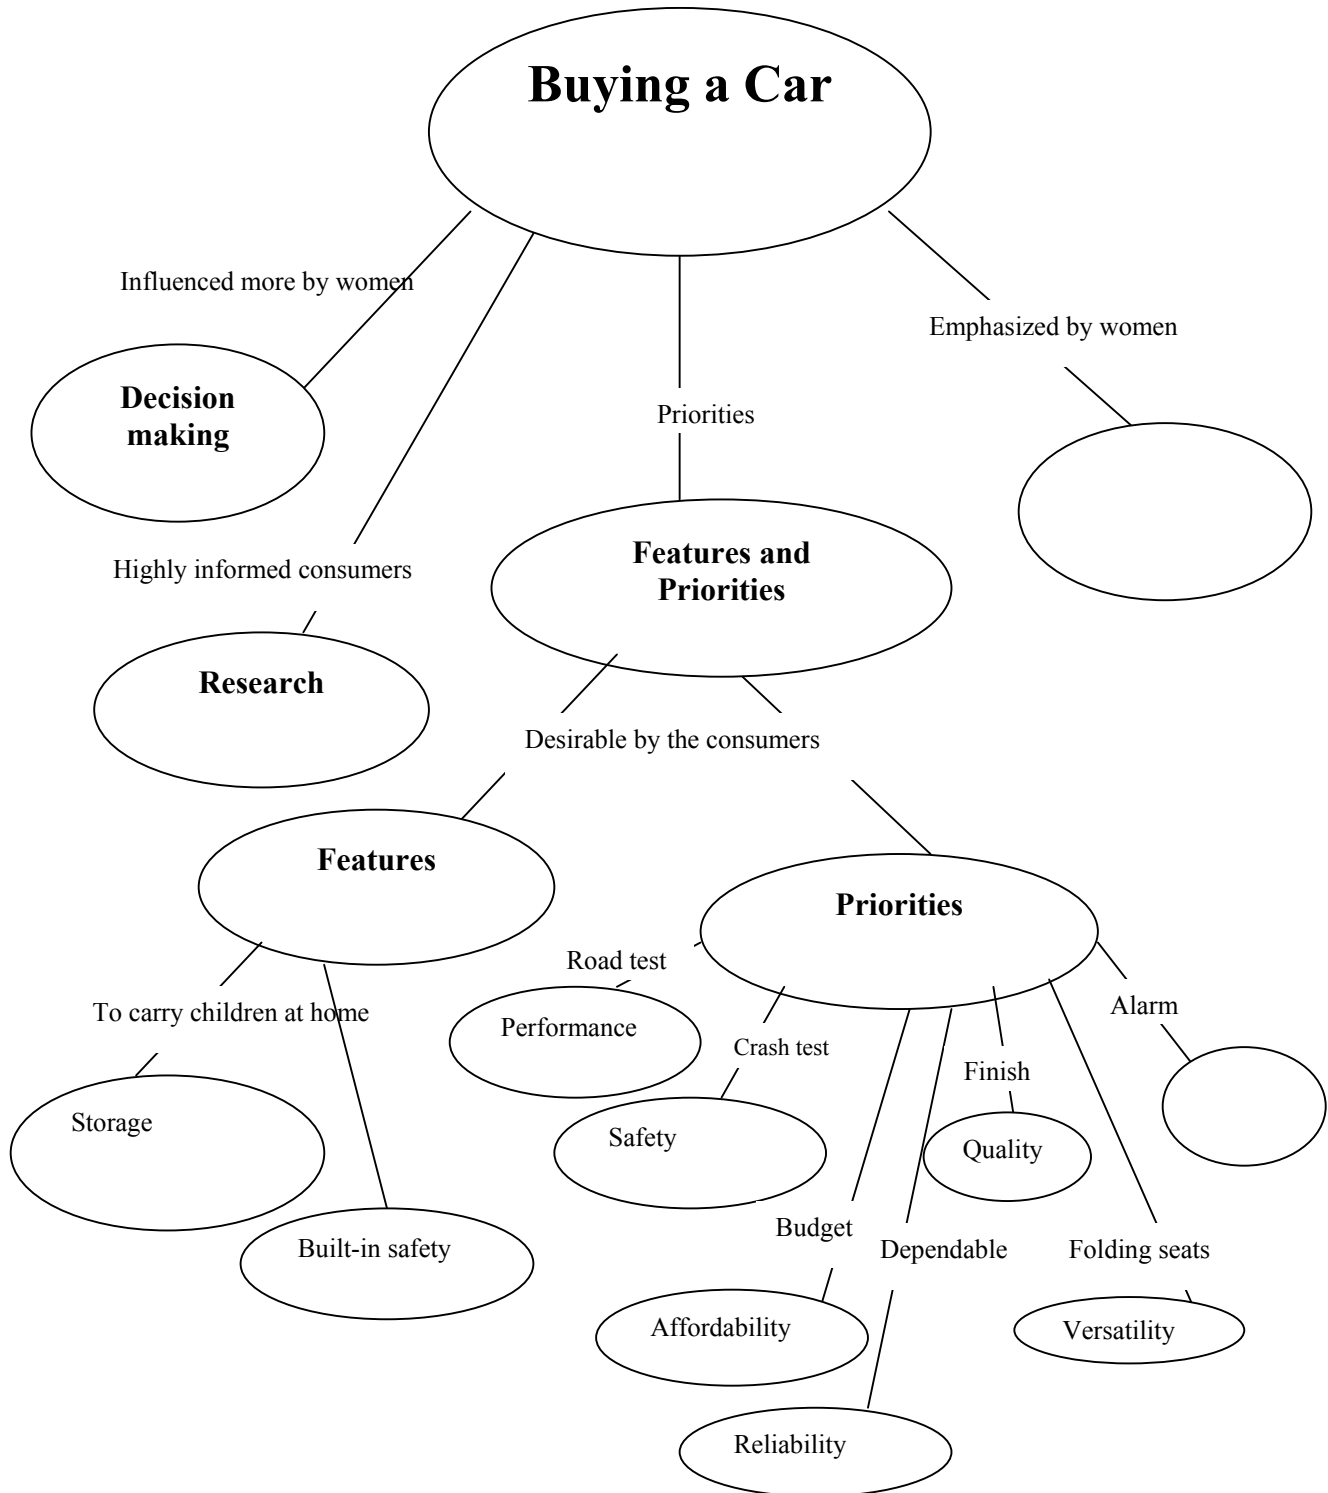 Buying a Car
Influenced more by women
Emphasized by women
Decision
making
Priorities
Features and
Priorities
Highly informed consumers
Research
Desirable by the consumers
Features
Priorities
Road test
Alarm
To carry children at home
Performance
Crash test
Finish
Storage
Safety
Quality
Budget
Dependable
Folding seats
Built-in safety
Affordability
Versatility
Reliability